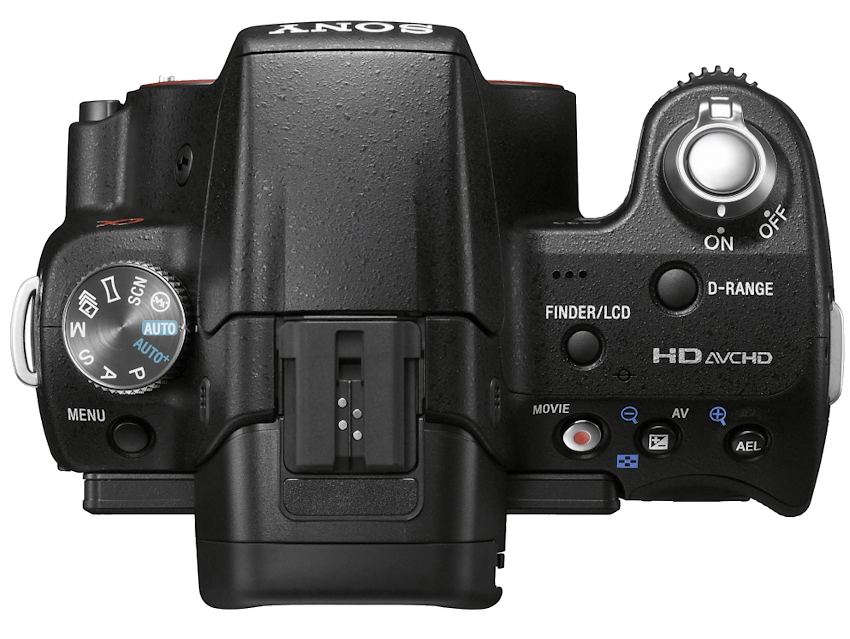 SONY
α
ON
OFF
D-RANGE
FINDER/LCD
HD AVCHD
SCN
AUTO
AUTO+
P
A
S
M
MENU
MOVIE
AV
AEL